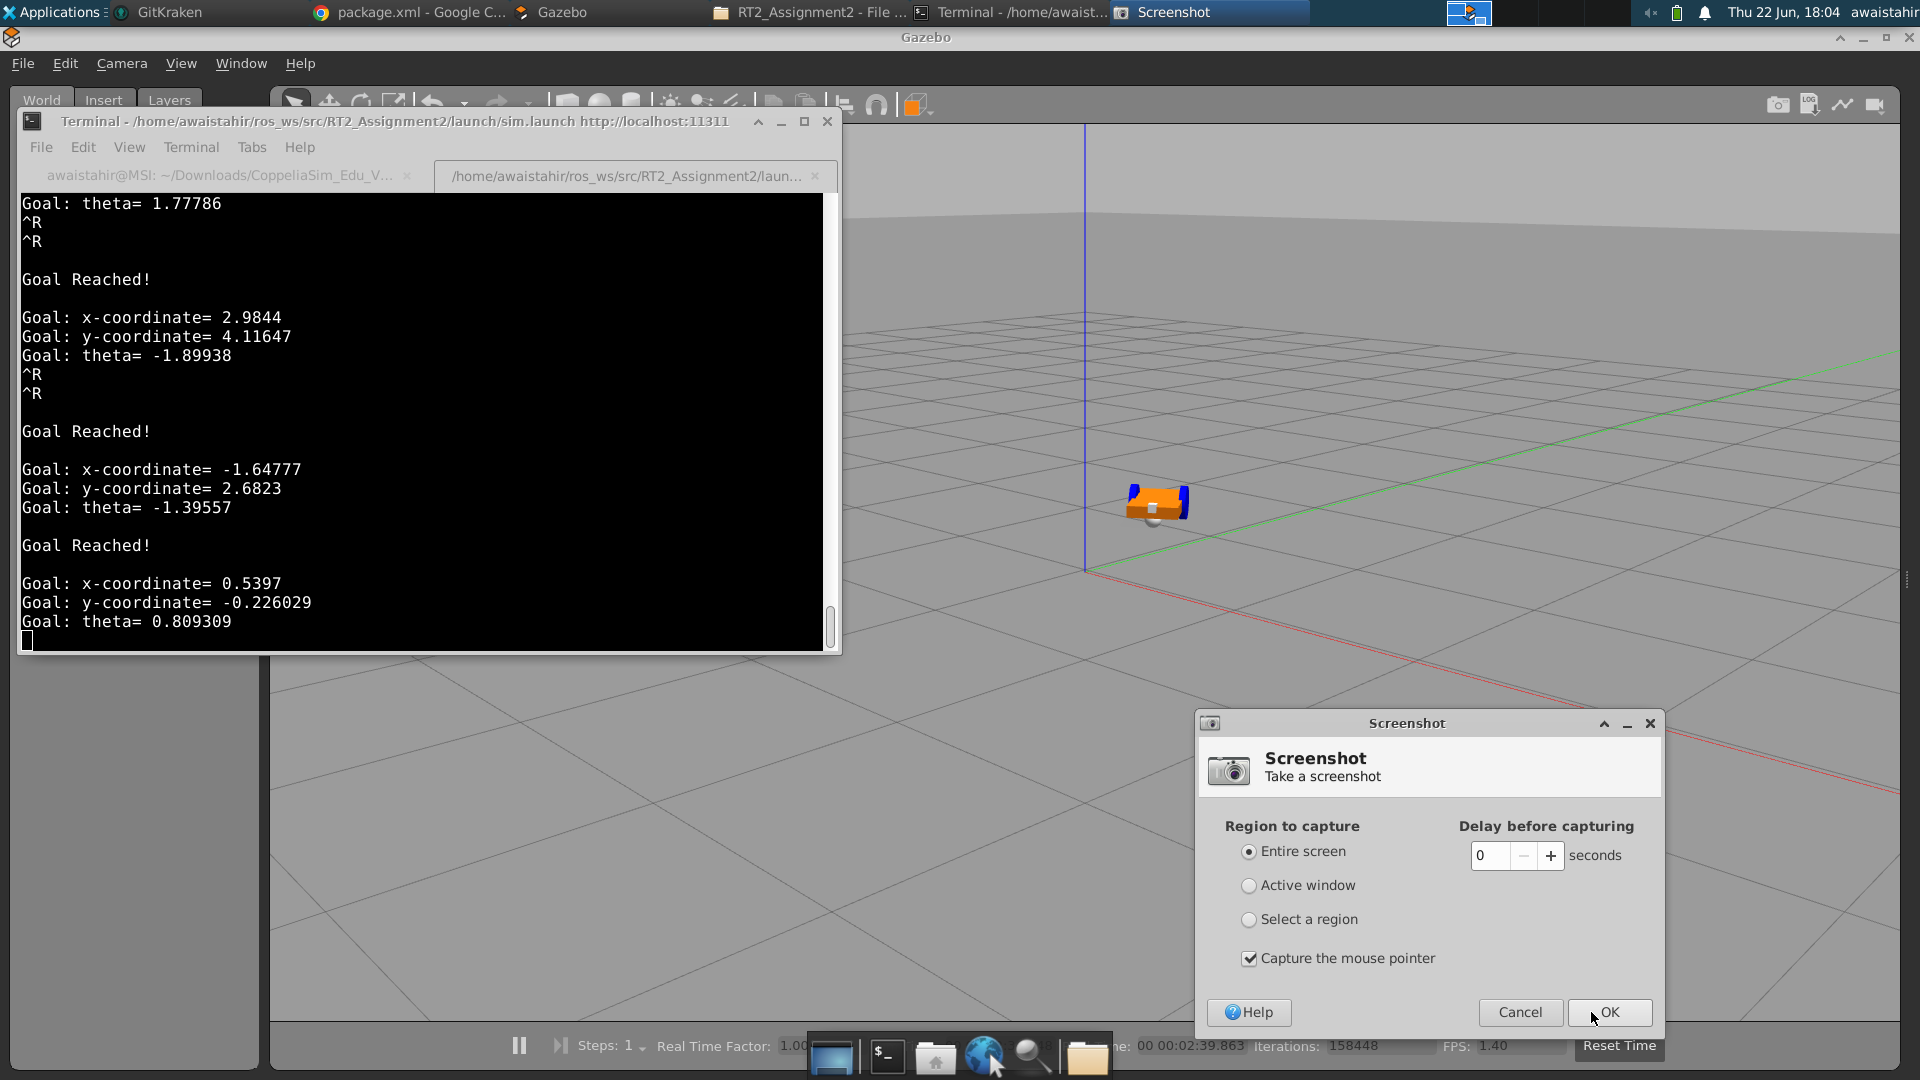 Applications
GitKraken
package.xml - Google C...
Gazebo
RT2_Assignment2 - File ...
Terminal - /home/awaist...
Screenshot
Thu 22 Jun, 18:04
awaistahir
Gazebo
File Edit Camera View Window Help
World Insert Layers
LOG
Terminal - /home/awaistahir/ros_ws/src/RT2_Assignment2/launch/sim.launch http://localhost:11311
File Edit View Terminal Tabs Help
awaistahir@MSI: ~/Downloads/CoppeliaSim_Edu_V...
/home/awaistahir/ros_ws/src/RT2_Assignment2/laun...
Goal: theta= 1.77786
^R
^R
Goal Reached!
Goal: x-coordinate= 2.9844
Goal: y-coordinate= 4.11647
Goal: theta= -1.89938
^R
^R
Goal Reached!
Goal: x-coordinate= -1.64777
Goal: y-coordinate= 2.6823
Goal: theta= -1.39557
Goal Reached!
Goal: x-coordinate= 0.5397
Goal: y-coordinate= -0.226029
Goal: theta= 0.809309
Screenshot
Screenshot
Take a screenshot
Region to capture
Entire screen
Active window
Select a region
Capture the mouse pointer
Delay before capturing
0 seconds
Help Cancel OK
Steps: 1 Real Time Factor: 1.00 me: 00 00:02:39.863 Iterations: 158448 FPS: 1.40 Reset Time